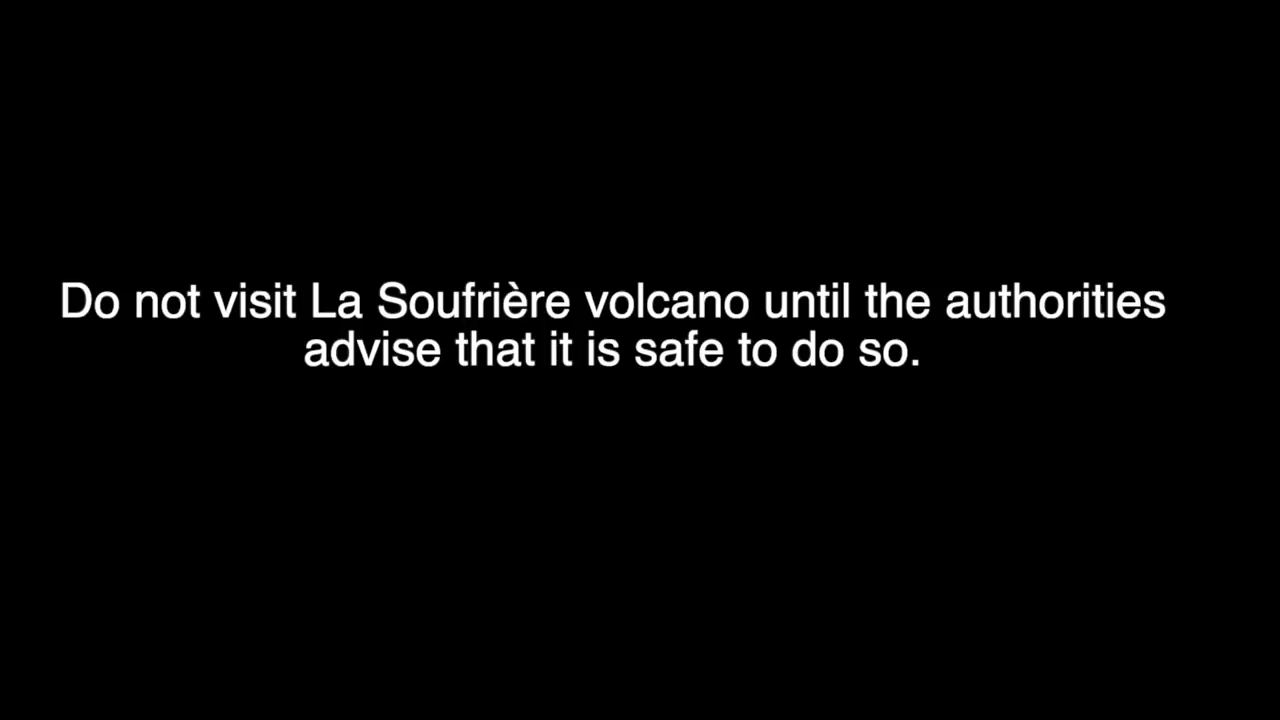 Do not visit La Soufrière volcano until the authorities
advise that it is safe to do so.